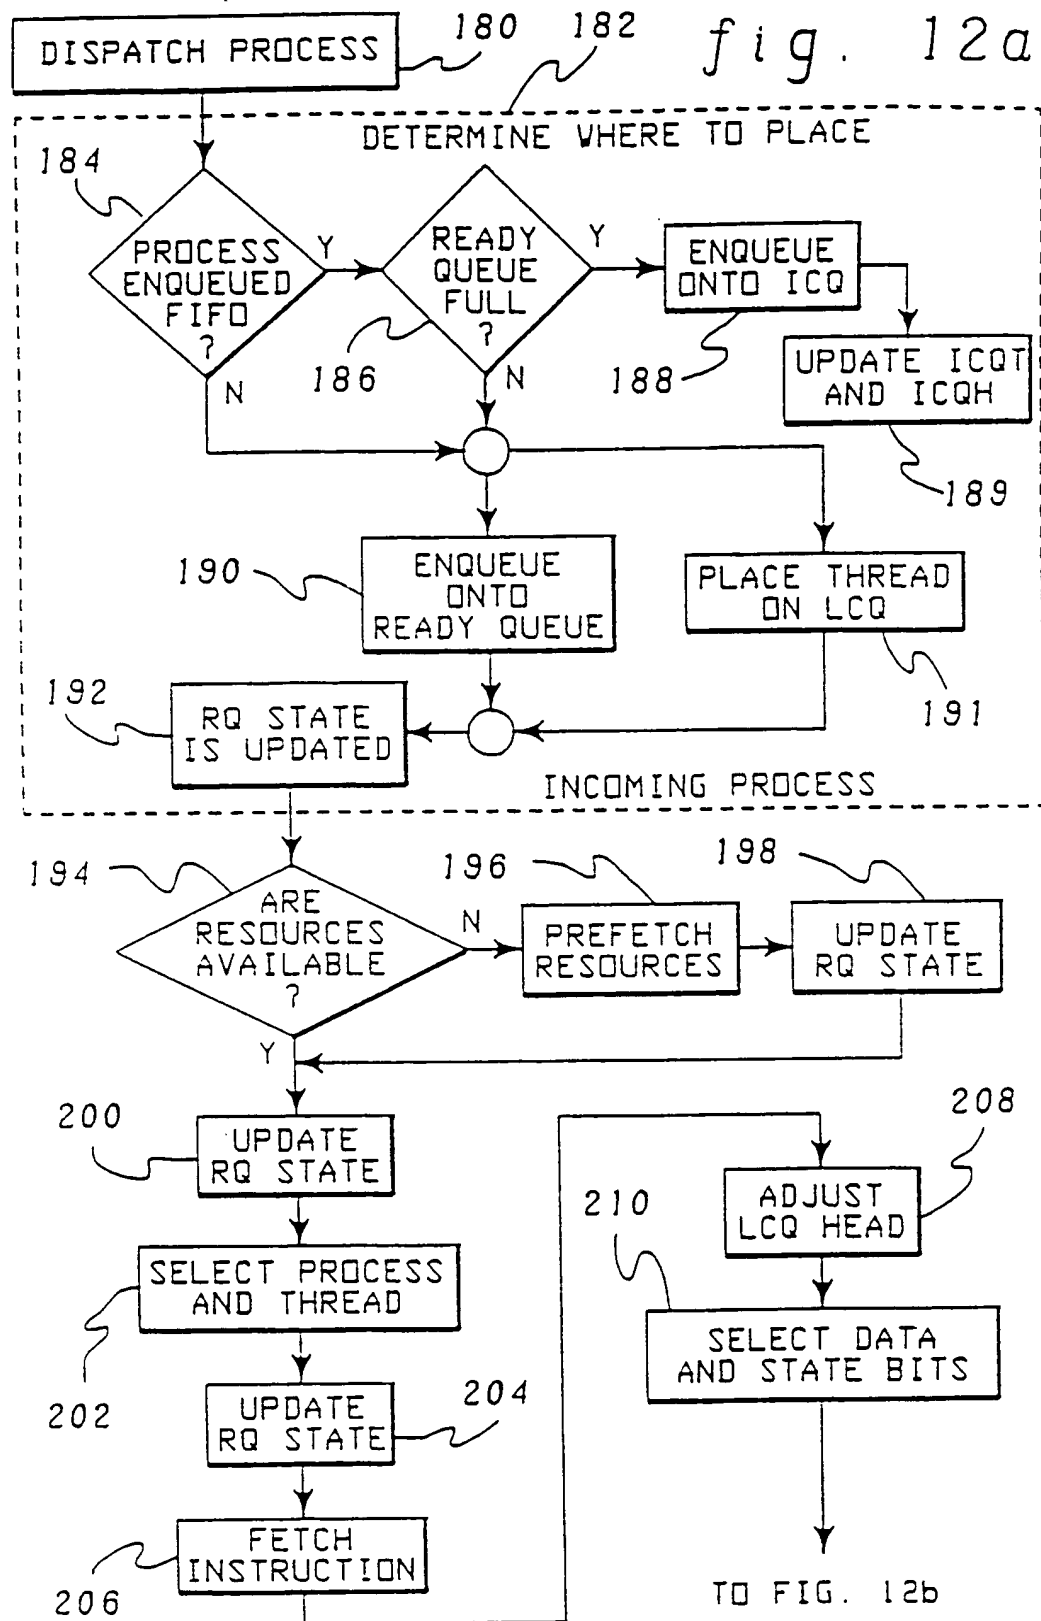 fig. 12a
DISPATCH PROCESS
180
182
DETERMINE WHERE TO PLACE
184
PROCESS
ENQUEUED
FIFO
?
Y
N
READY
QUEUE
FULL
?
186
Y
N
ENQUEUE
ONTO ICQ
188
UPDATE ICQT
AND ICQH
189
190
ENQUEUE
ONTO
READY QUEUE
PLACE THREAD
ON LCQ
191
192
RQ STATE
IS UPDATED
INCOMING PROCESS
194
ARE
RESOURCES
AVAILABLE
?
N
Y
196
PREFETCH
RESOURCES
198
UPDATE
RQ STATE
200
UPDATE
RQ STATE
SELECT PROCESS
AND THREAD
202
UPDATE
RQ STATE
204
FETCH
INSTRUCTION
206
208
ADJUST
LCQ HEAD
210
SELECT DATA
AND STATE BITS
TO FIG. 12b